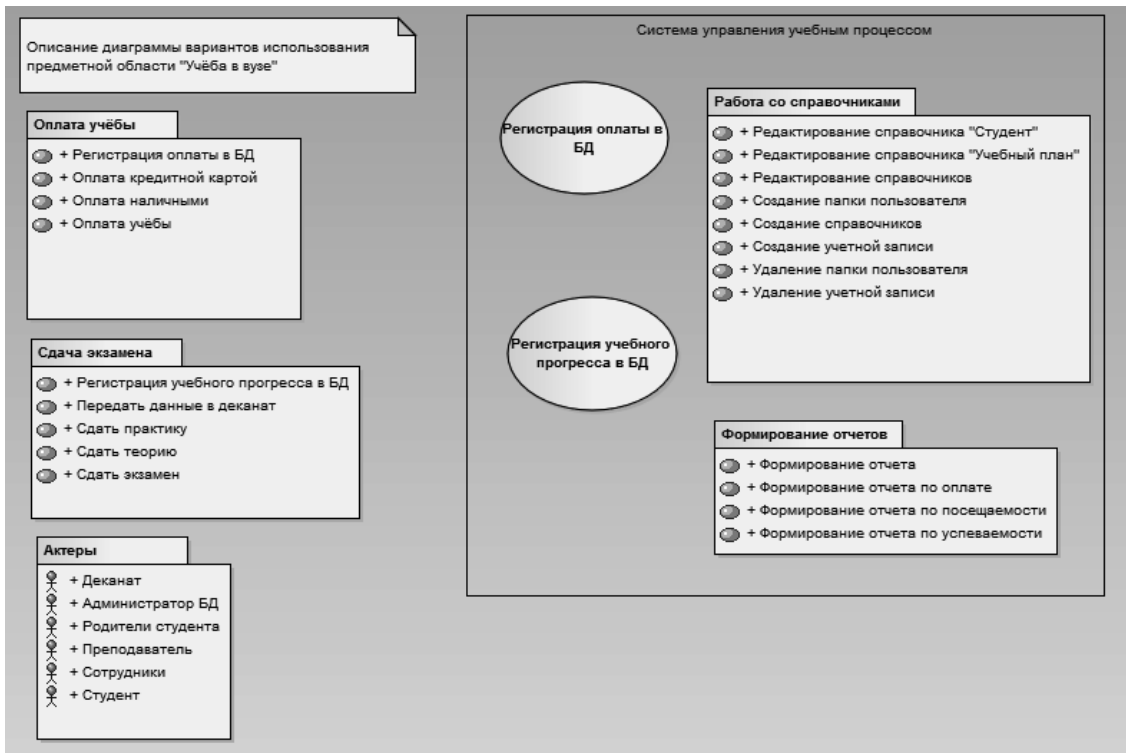 Описание диаграммы вариантов использования
предметной области "Учёба в вузе"
Оплата учёбы
+ Регистрация оплаты в БД
+ Оплата кредитной картой
+ Оплата наличными
+ Оплата учёбы
Сдача экзамена
+ Регистрация учебного прогресса в БД
+ Передать данные в деканат
+ Сдать практику
+ Сдать теорию
+ Сдать экзамен
Актеры
+ Деканат
+ Администратор БД
+ Родители студента
+ Преподаватель
+ Сотрудники
+ Студент
Система управления учебным процессом
Регистрация оплаты в
БД
Регистрация учебного
прогресса в БД
Работа со справочниками
+ Редактирование справочника "Студент"
+ Редактирование справочника "Учебный план"
+ Редактирование справочников
+ Создание папки пользователя
+ Создание справочников
+ Создание учетной записи
+ Удаление папки пользователя
+ Удаление учетной записи
Формирование отчетов
+ Формирование отчета
+ Формирование отчета по оплате
+ Формирование отчета по посещаемости
+ Формирование отчета по успеваемости